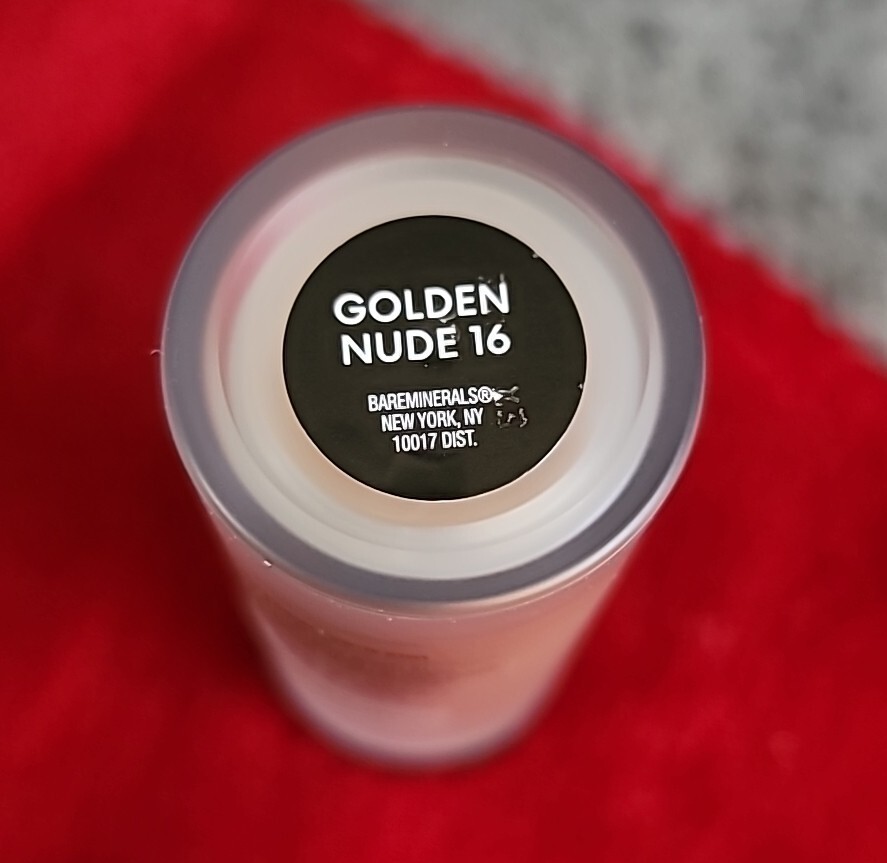 GOLDEN
NUDE 16
BAREMINERALS®
NEW YORK, NY
10017 DIST.